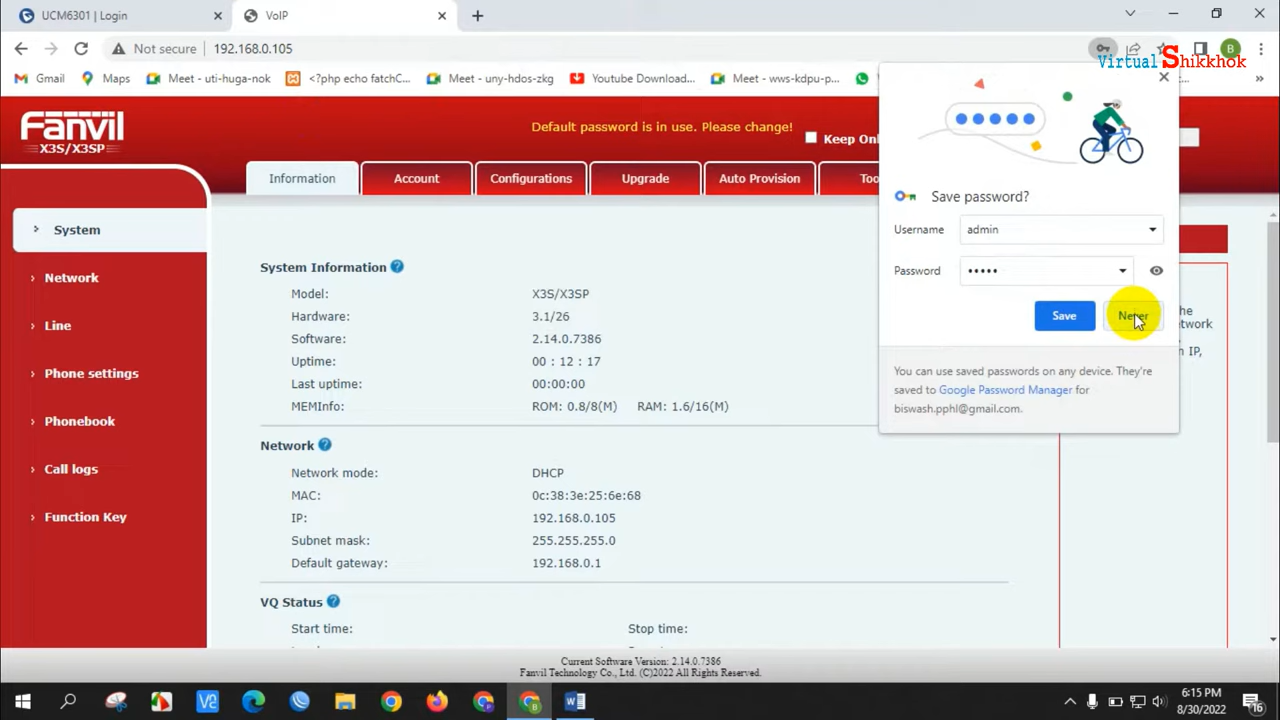 UCM6301 | Login
VoIP
Not secure
192.168.0.105
B
Gmail
Maps
Meet - uti-huga-nok
<?php echo fatchC...
Meet - uny-hdos-zkg
Youtube Download...
Meet - wws-kdpu-p...
»
Virtual Shikkhok
Fanvil
X3S/X3SP
Default password is in use. Please change!
Information
Account
Configurations
Upgrade
Auto Provision
System
Network
Line
Phone settings
Phonebook
Call logs
Function Key
System Information
Model: X3S/X3SP
Hardware: 3.1/26
Software: 2.14.0.7386
Uptime: 00 : 12 : 17
Last uptime: 00:00:00
MEMInfo: ROM: 0.8/8(M) RAM: 1.6/16(M)
Network
Network mode: DHCP
MAC: 0c:38:3e:25:6e:68
IP: 192.168.0.105
Subnet mask: 255.255.255.0
Default gateway: 192.168.0.1
VQ Status
Start time: Stop time:
Save password?
Username admin
Password •••••
Save
Never
You can use saved passwords on any device. They're
saved to Google Password Manager for
biswash.pphl@gmail.com.
Current Software Version: 2.14.0.7386
Fanvil Technology Co., Ltd. (C)2022 All Rights Reserved.
6:15 PM
8/30/2022
16